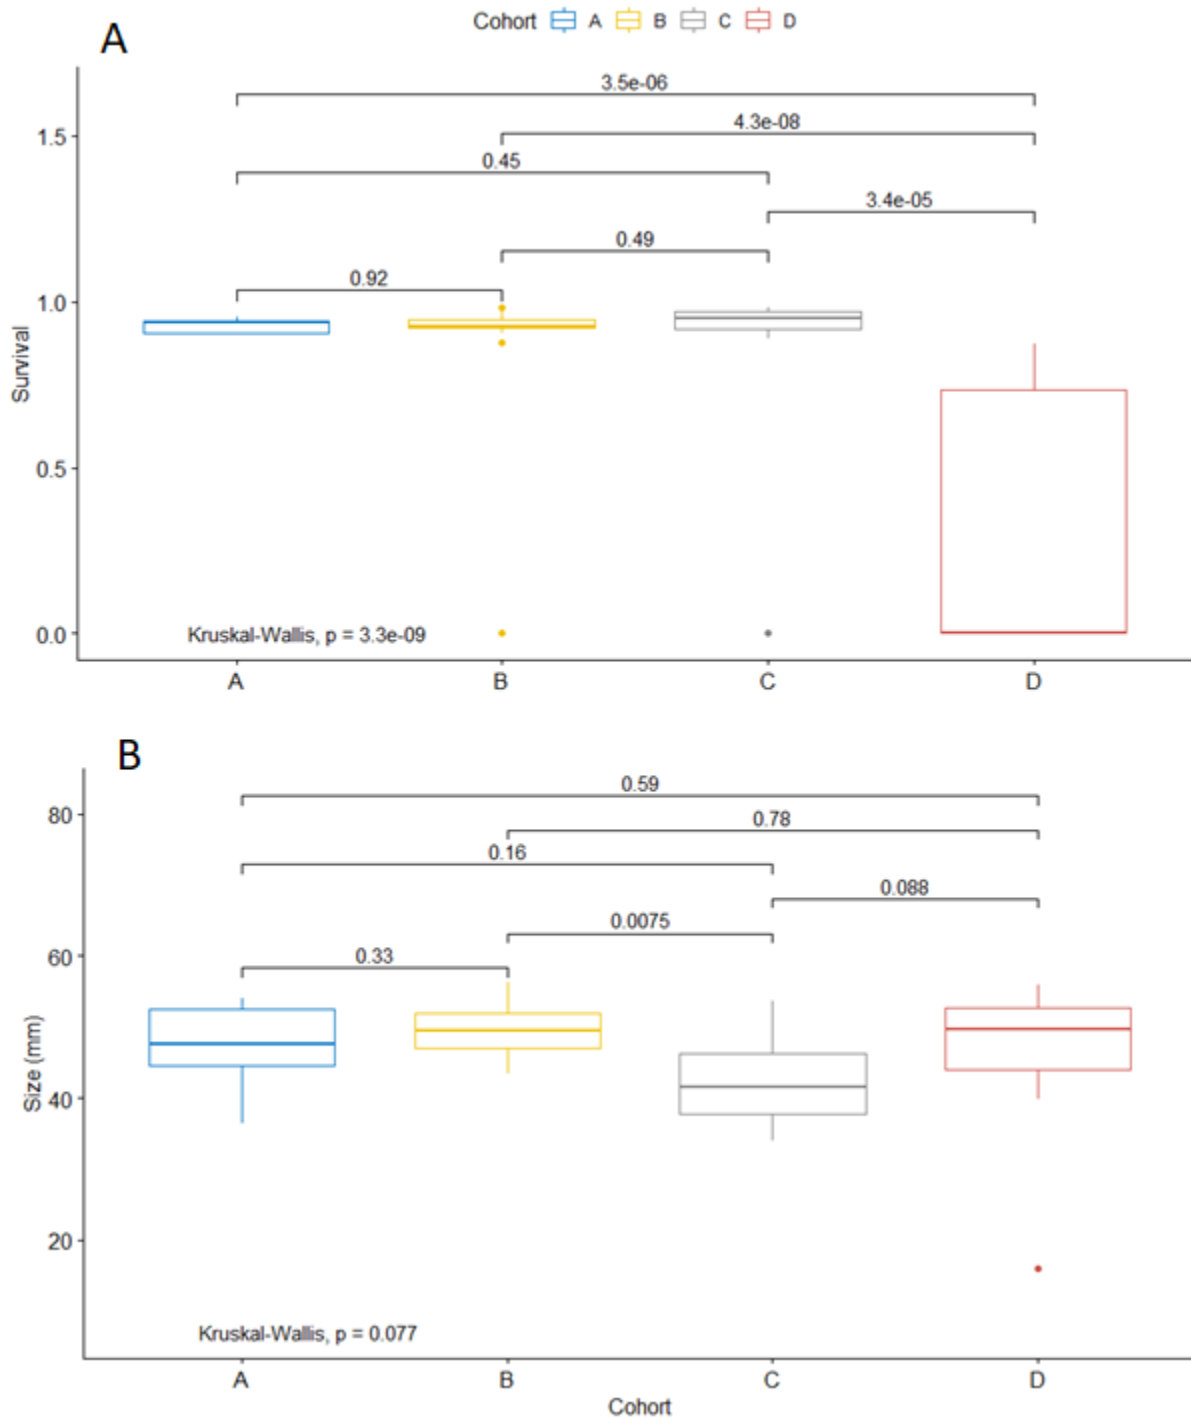 Cohort A B C D
A
3.5e-06
4.3e-08
0.45
3.4e-05
0.49
0.92
1.5
1.0
0.5
0.0
Survival
Kruskal-Wallis, p = 3.3e-09
A B C D
B
0.59
0.78
0.16
0.088
0.0075
0.33
80
60
40
20
Size (mm)
Kruskal-Wallis, p = 0.077
A B C D
Cohort